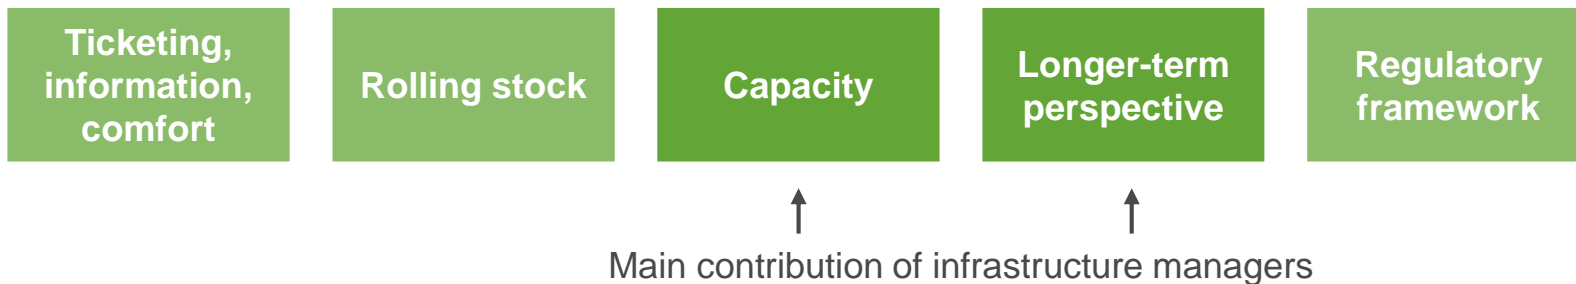 Ticketing,
information,
comfort
Rolling stock
Capacity
Longer-term
perspective
Regulatory
framework
Main contribution of infrastructure managers